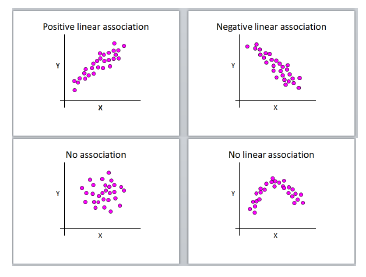 Positive linear association
Y
X
Negative linear association
Y
X
No association
Y
X
No linear association
Y
X